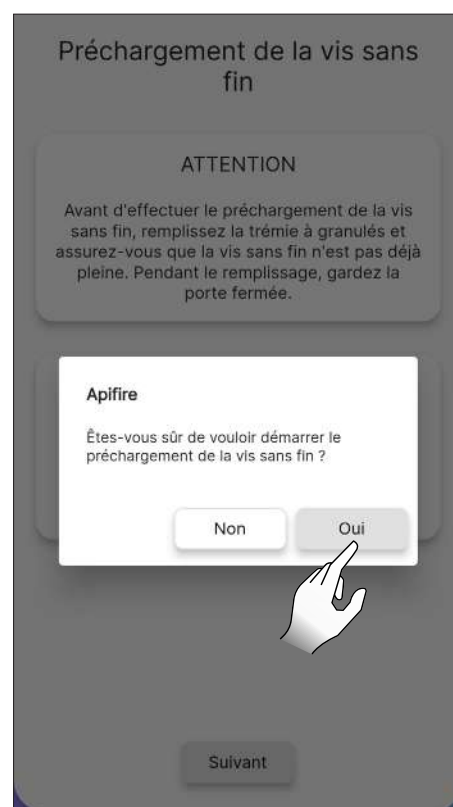 Préchargement de la vis sans
fin
ATTENTION
Avant d'effectuer le préchargement de la vis
sans fin, remplissez la trémie à granulés et
assurez-vous que la vis sans fin n'est pas déjà
pleine. Pendant le remplissage, gardez la
porte fermée.
Apifire
Êtes-vous sûr de vouloir démarrer le
préchargement de la vis sans fin ?
Non Oui
Suivant